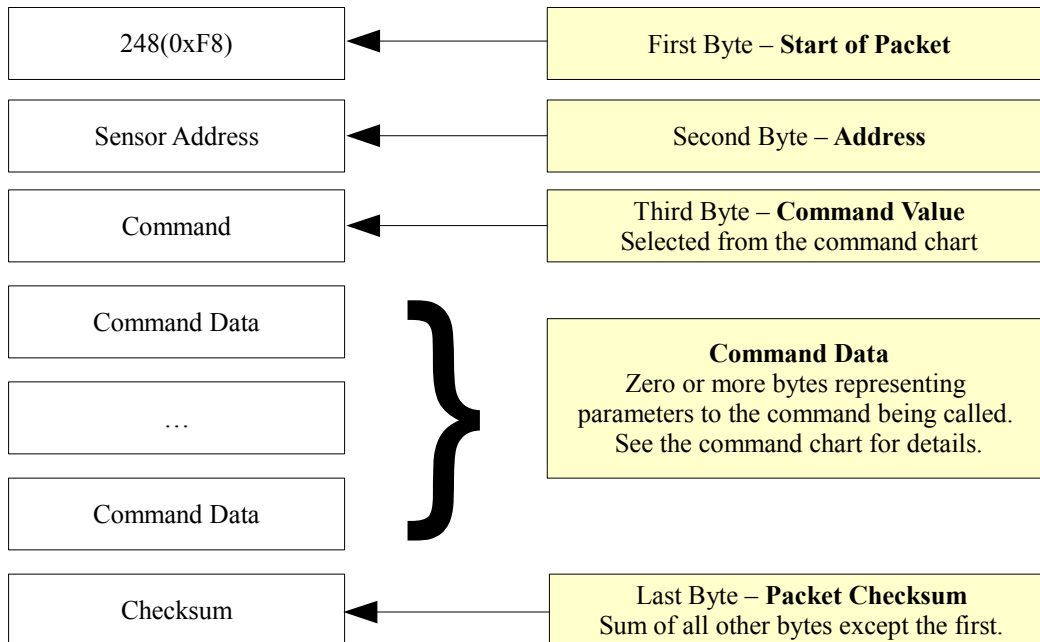 248(0xF8)
First Byte – Start of Packet
Sensor Address
Second Byte – Address
Command
Third Byte – Command Value
Selected from the command chart
Command Data
…
Command Data
Command Data
Zero or more bytes representing
parameters to the command being called.
See the command chart for details.
Checksum
Last Byte – Packet Checksum
Sum of all other bytes except the first.